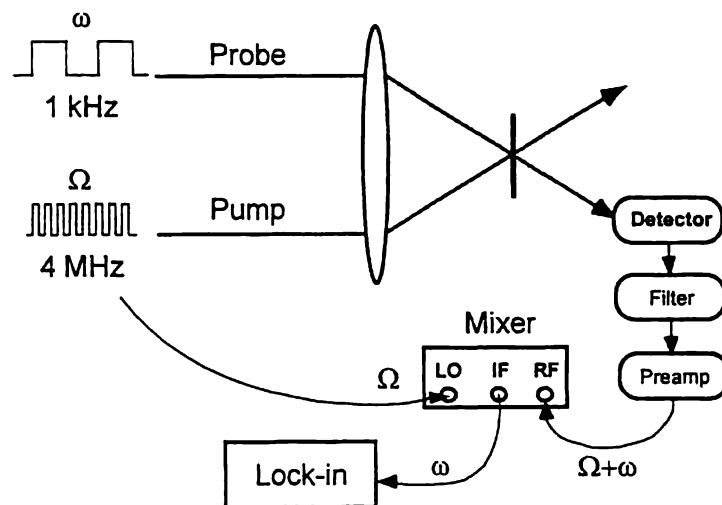 ω
Probe
1 kHz
Ω
Pump
4 MHz
Detector
Filter
Mixer
LO IF RF
Preamp
Ω
Ω+ω
ω
Lock-in